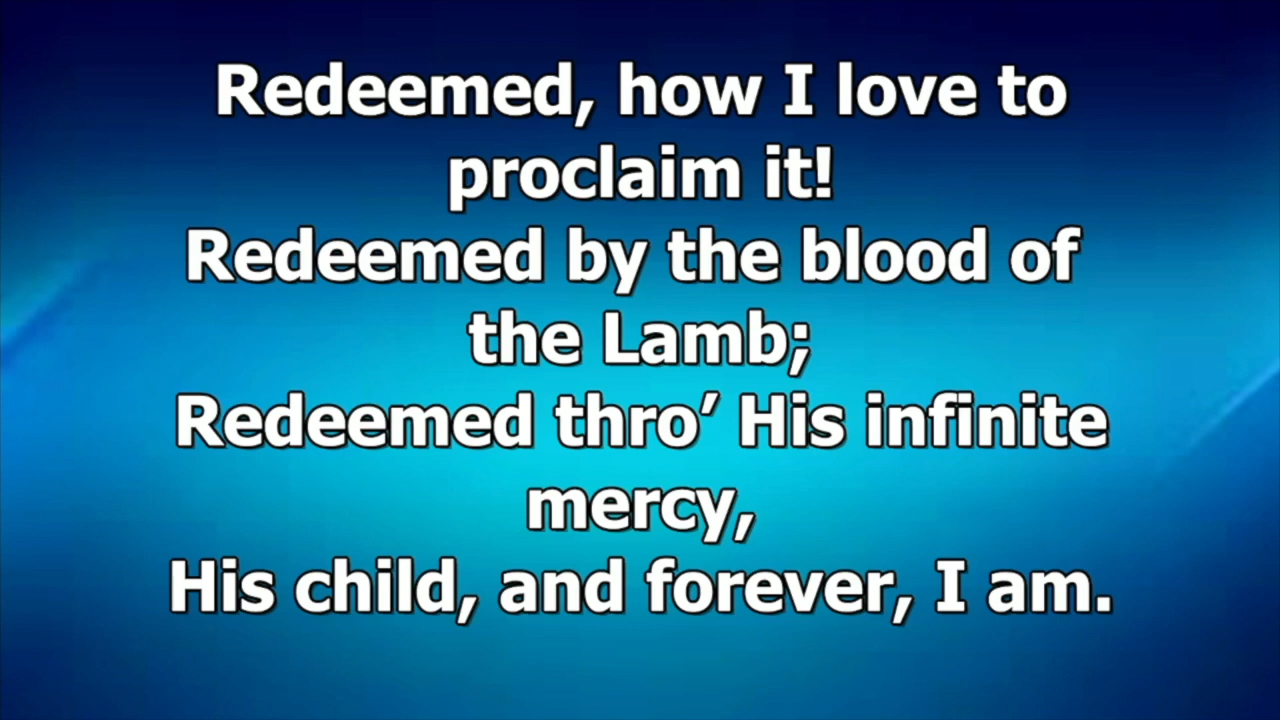 Redeemed, how I love to
proclaim it!
Redeemed by the blood of
the Lamb;
Redeemed thro’ His infinite
mercy,
His child, and forever, I am.